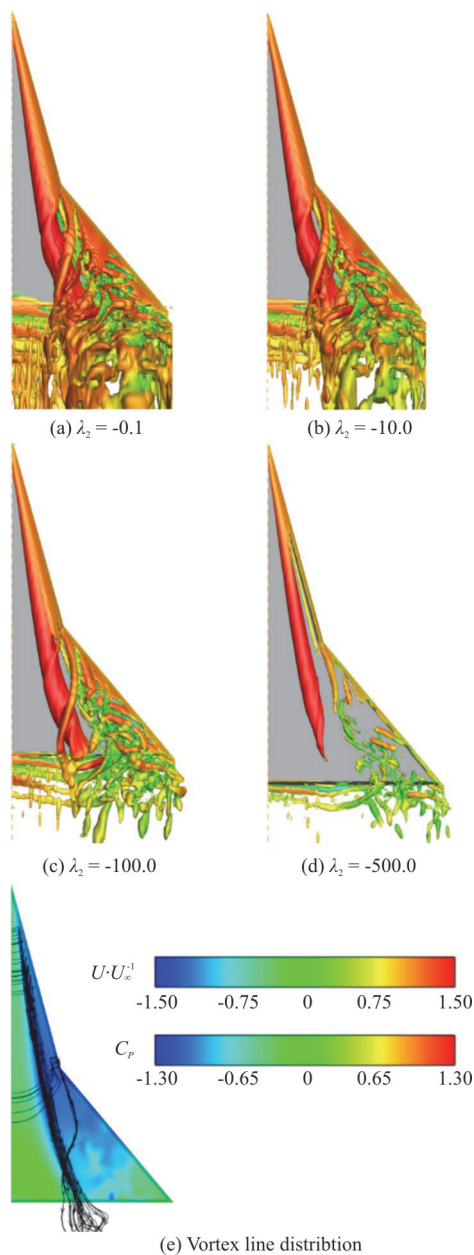 (a) λ₂ = -0.1
(b) λ₂ = -10.0
(c) λ₂ = -100.0
(d) λ₂ = -500.0
U·U∞⁻¹
-1.50 -0.75 0 0.75 1.50
Cₚ
-1.30 -0.65 0 0.65 1.30
(e) Vortex line distribtion